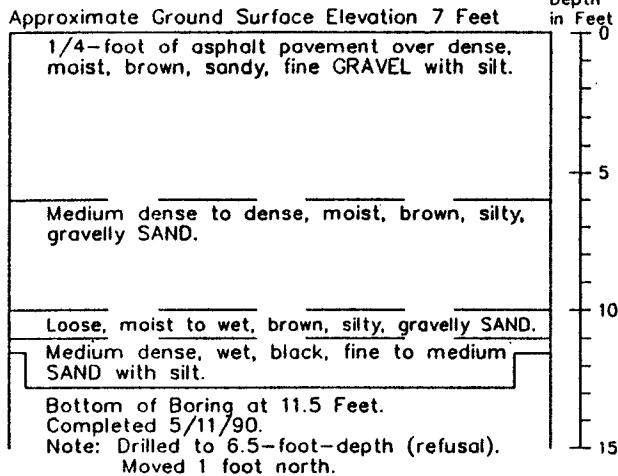 Depth
Approximate Ground Surface Elevation 7 Feet
in Feet
0
1/4-foot of asphalt pavement over dense,
moist, brown, sandy, fine GRAVEL with silt.
5
Medium dense to dense, moist, brown, silty,
gravelly SAND.
10
Loose, moist to wet, brown, silty, gravelly SAND.
Medium dense, wet, black, fine to medium
SAND with silt.
Bottom of Boring at 11.5 Feet.
Completed 5/11/90.
Note: Drilled to 6.5-foot-depth (refusal).
15
Moved 1 foot north.